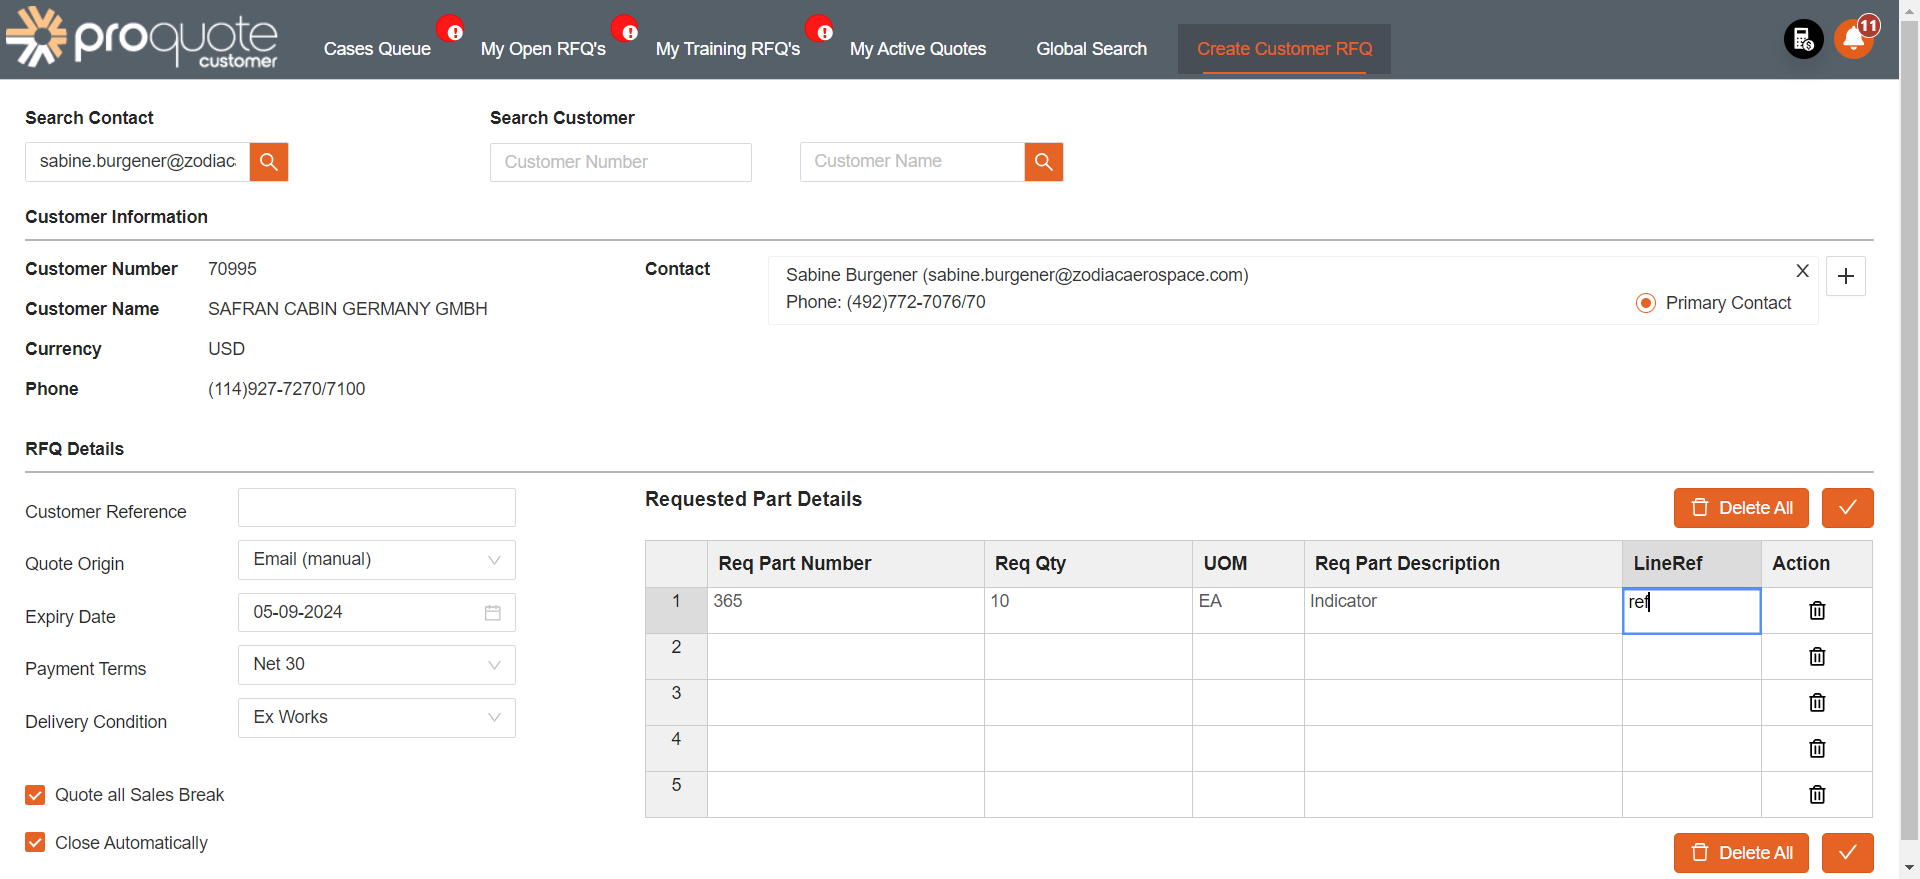 proquote
customer
Cases Queue
My Open RFQ's
My Training RFQ's
My Active Quotes
Global Search
Create Customer RFQ
11
Search Contact
Search Customer
sabine.burgener@zodiac
Customer Number
Customer Name
Customer Information
Customer Number 70995
Contact
Sabine Burgener (sabine.burgener@zodiacaerospace.com)
Phone: (492)772-7076/70
Primary Contact
Customer Name SAFRAN CABIN GERMANY GMBH
Currency USD
Phone (114)927-7270/7100
RFQ Details
Customer Reference
Quote Origin Email (manual)
Expiry Date 05-09-2024
Payment Terms Net 30
Delivery Condition Ex Works
Quote all Sales Break
Close Automatically
Requested Part Details
Delete All
Req Part Number Req Qty UOM Req Part Description LineRef Action
1 365 10 EA Indicator ref
2
3
4
5
Delete All